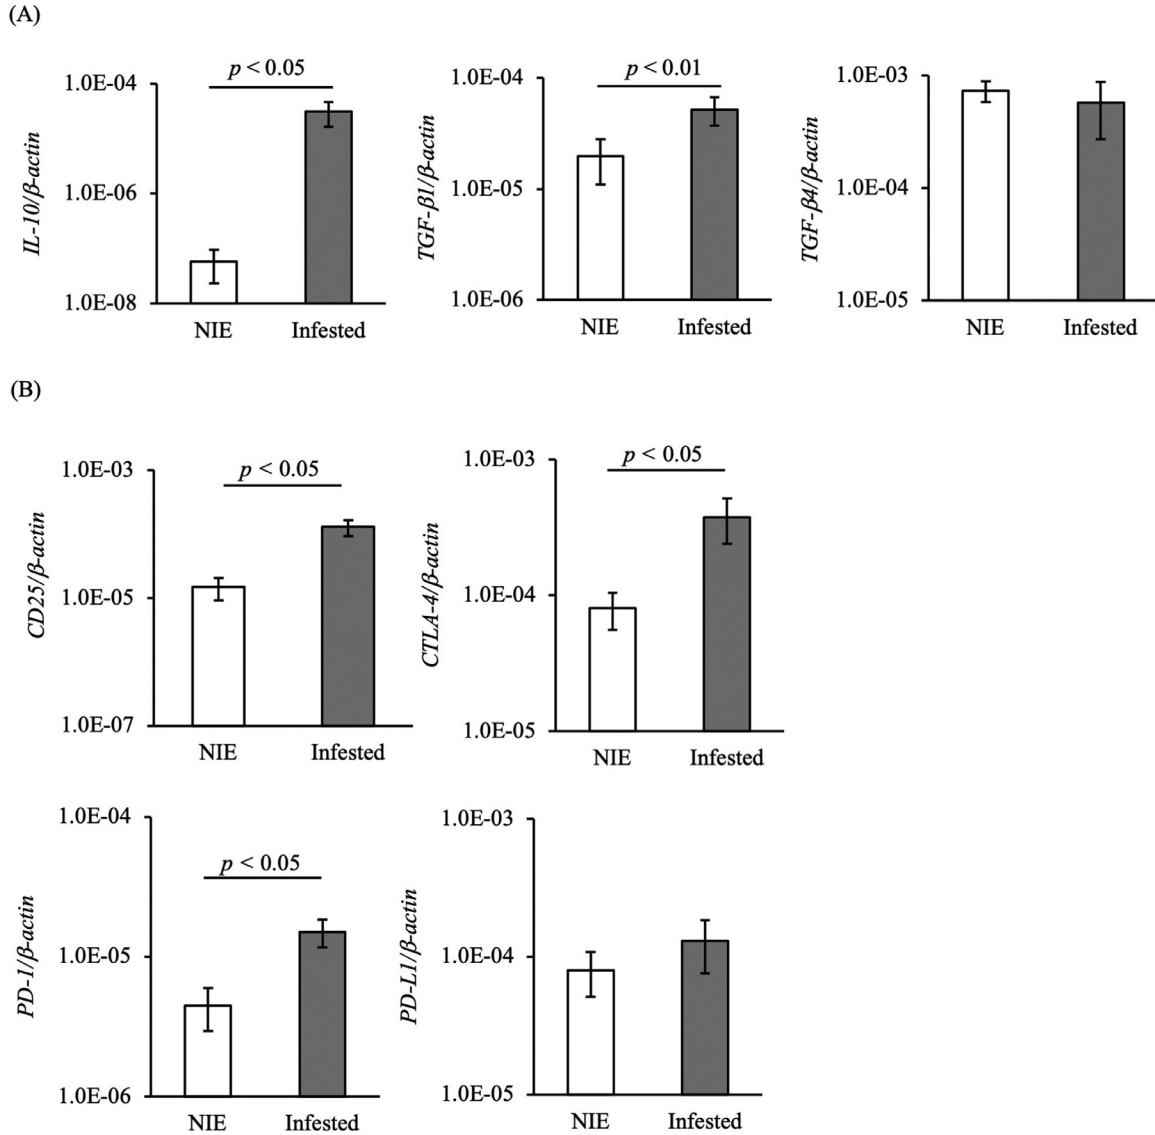 (A)
IL-10/β-actin
1.0E-04
1.0E-06
1.0E-08
p < 0.05
NIE
Infested
TGF-β1/β-actin
1.0E-04
1.0E-05
1.0E-06
p < 0.01
NIE
Infested
TGF-β4/β-actin
1.0E-03
1.0E-04
1.0E-05
NIE
Infested
(B)
CD25/β-actin
1.0E-03
1.0E-05
1.0E-07
p < 0.05
NIE
Infested
CTLA-4/β-actin
1.0E-03
1.0E-04
1.0E-05
p < 0.05
NIE
Infested
PD-1/β-actin
1.0E-04
1.0E-05
1.0E-06
p < 0.05
NIE
Infested
PD-L1/β-actin
1.0E-03
1.0E-04
1.0E-05
NIE
Infested